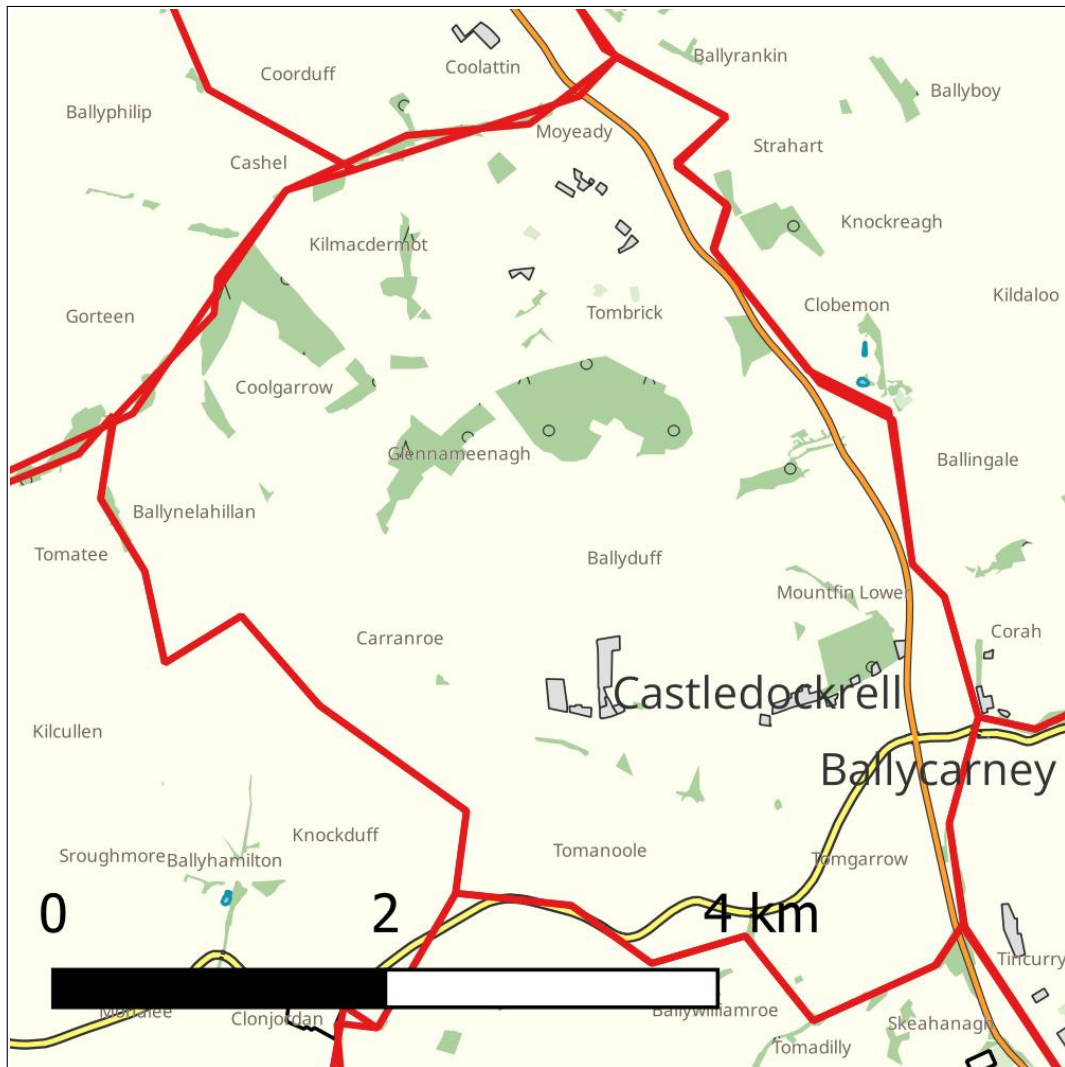 Ballyrankin
Coolattin
Coorduff
Ballyboy
Ballyphilip
Moyeady
Strahart
Cashel
Knockreagh
Kilmacdermot
Kildaloo
Clobemon
Tombrick
Gorteen
Coolgarrow
Glennameenagh
Ballingale
Ballynelahillan
Tomatee
Ballyduff
Mountfin Lower
Corah
Carranroe
Castledockrell
Kilcullen
Ballycarney
Knockduff
Tomanoole
Sroughmore
Ballyhamilton
Tomgarrow
0 2 4 km
Tincurry
Clonjordan
Ballywilliamroe
Skeahanagh
Tomadilly